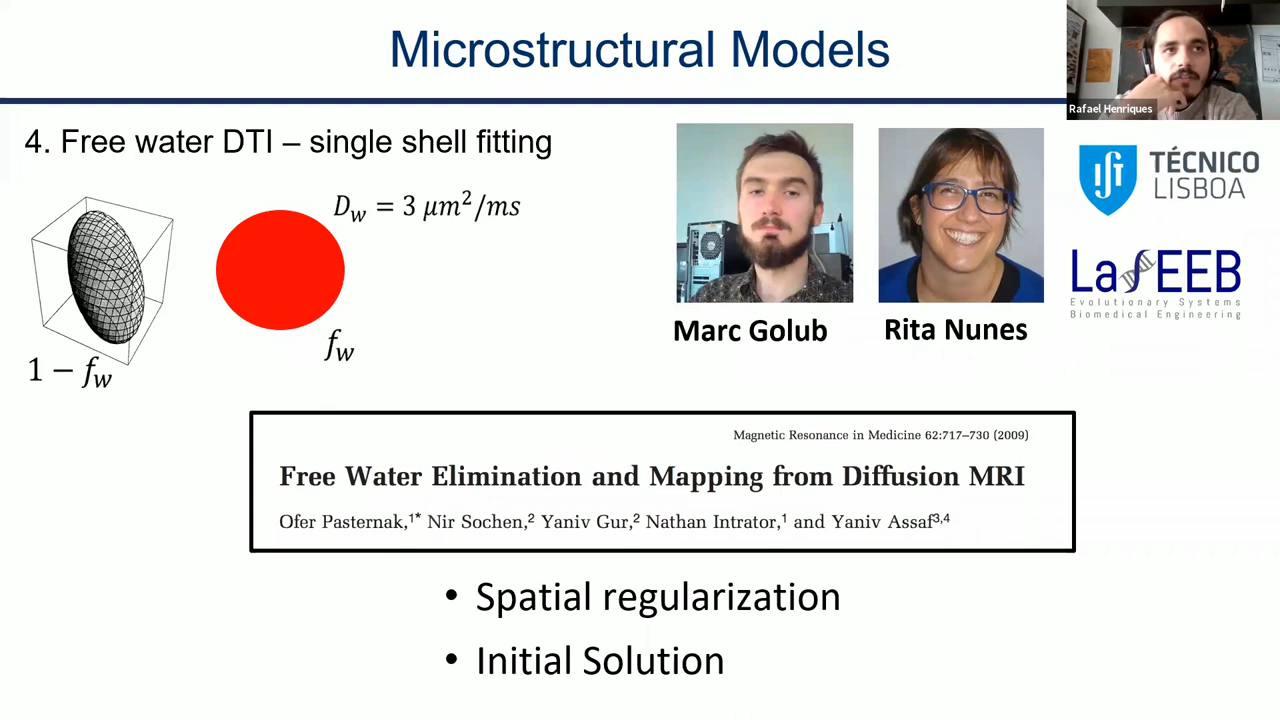 Microstructural Models
Rafael Henriques
4. Free water DTI – single shell fitting
D_w = 3 μm²/ms
f_w
1 − f_w
Marc Golub
Rita Nunes
TÉCNICO
LISBOA
LaSEEB
Evolutionary Systems
Biomedical Engineering
Magnetic Resonance in Medicine 62:717–730 (2009)
Free Water Elimination and Mapping from Diffusion MRI
Ofer Pasternak,¹* Nir Sochen,² Yaniv Gur,² Nathan Intrator,¹ and Yaniv Assaf³,⁴
• Spatial regularization
• Initial Solution